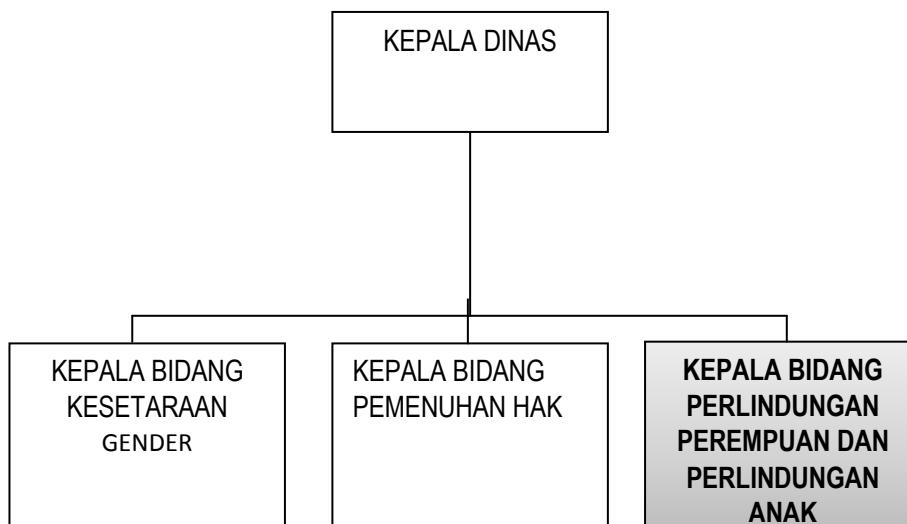 KEPALA DINAS
KEPALA BIDANG
KESETARAAN
GENDER
KEPALA BIDANG
PEMENUHAN HAK
KEPALA BIDANG
PERLINDUNGAN
PEREMPUAN DAN
PERLINDUNGAN
ANAK